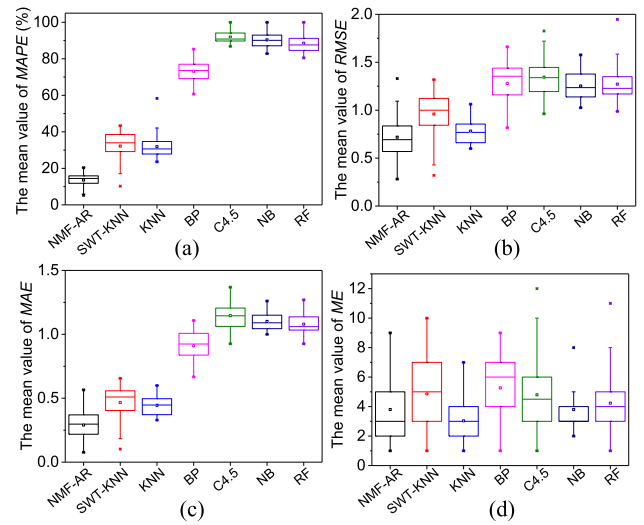 The mean value of MAPE (%)
100
80
60
40
20
0
NMF-AR
SWT-KNN
KNN
BP
C4.5
NB
RF
(a)
The mean value of RMSE
2.0
1.5
1.0
0.5
0.0
NMF-AR
SWT-KNN
KNN
BP
C4.5
NB
RF
(b)
The mean value of MAE
1.5
1.0
0.5
0.0
NMF-AR
SWT-KNN
KNN
BP
C4.5
NB
RF
(c)
The mean value of ME
12
10
8
6
4
2
0
NMF-AR
SWT-KNN
KNN
BP
C4.5
NB
RF
(d)